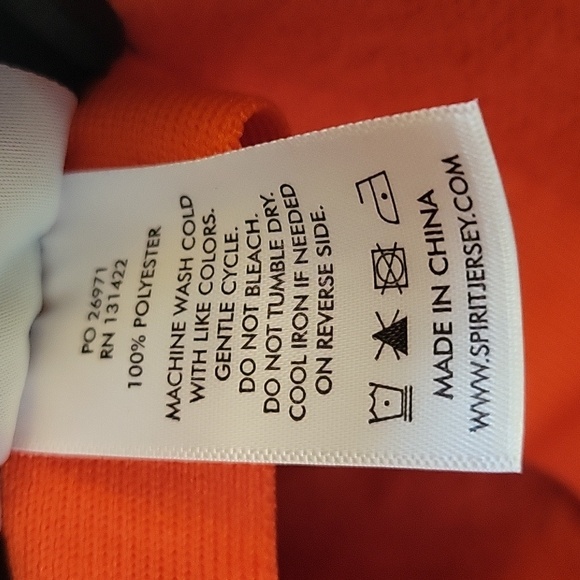 PO 26971
RN 131422
100% POLYESTER
MACHINE WASH COLD
WITH LIKE COLORS.
GENTLE CYCLE.
DO NOT BLEACH.
DO NOT TUMBLE DRY.
COOL IRON IF NEEDED
ON REVERSE SIDE.
MADE IN CHINA
WWW.SPIRITJERSEY.COM